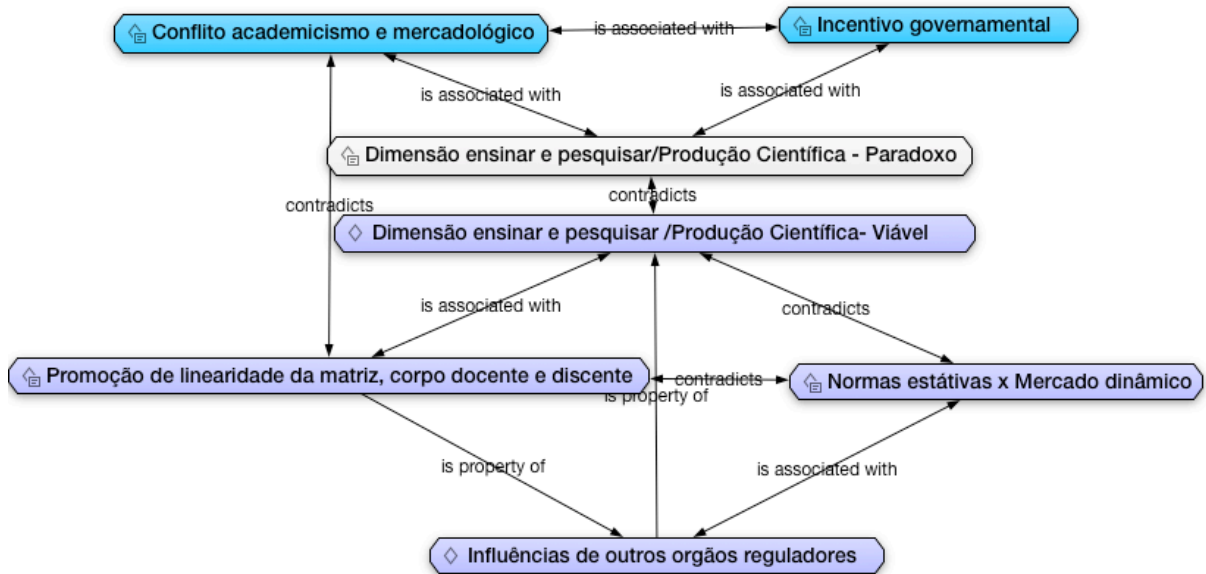 Conflito academicismo e mercadológico
is associated with
Incentivo governamental
is associated with
is associated with
Dimensão ensinar e pesquisar/Produção Científica - Paradoxo
contradicts
contradicts
Dimensão ensinar e pesquisar /Produção Científica- Viável
is associated with
contradicts
Promoção de linearidade da matriz, corpo docente e discente
contradicts
Normas estátivas x Mercado dinâmico
is property of
is property of
is associated with
Influências de outros orgãos reguladores